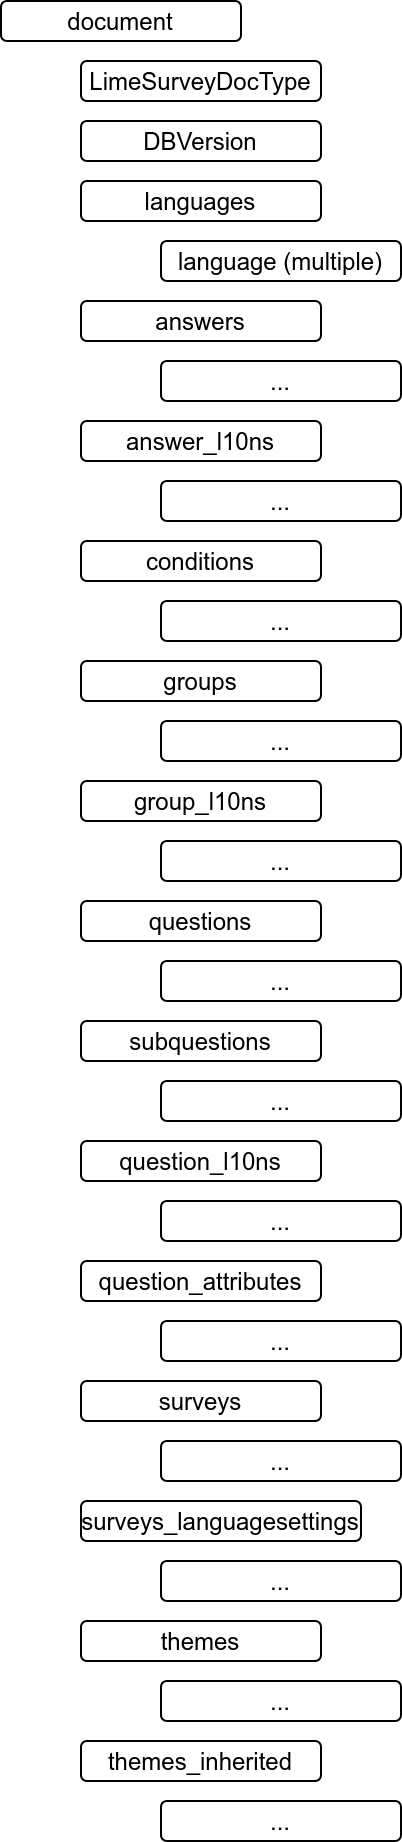 document
LimeSurveyDocType
DBVersion
languages
language (multiple)
answers
...
answer_l10ns
...
conditions
...
groups
...
group_l10ns
...
questions
...
subquestions
...
question_l10ns
...
question_attributes
...
surveys
...
surveys_languagesettings
...
themes
...
themes_inherited
...